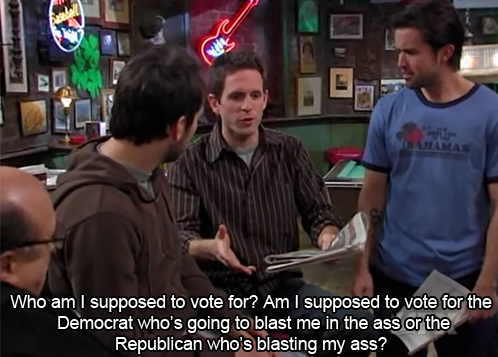 Baseball
BAHAMAS
Who am I supposed to vote for? Am I supposed to vote for the
Democrat who's going to blast me in the ass or the
Republican who's blasting my ass?